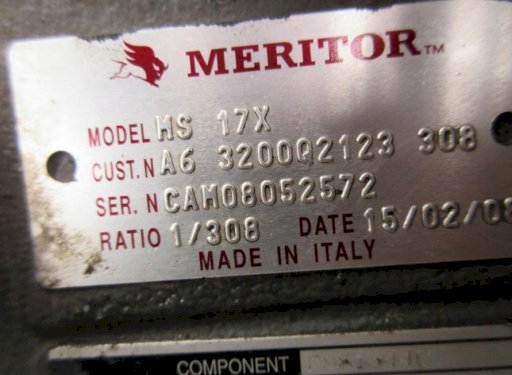 MERITOR™
MODEL MS 17X
CUST.N A6 3200Q2123 308
SER. N CAM08052572
RATIO 1/308 DATE 15/02/08
MADE IN ITALY
COMPONENT